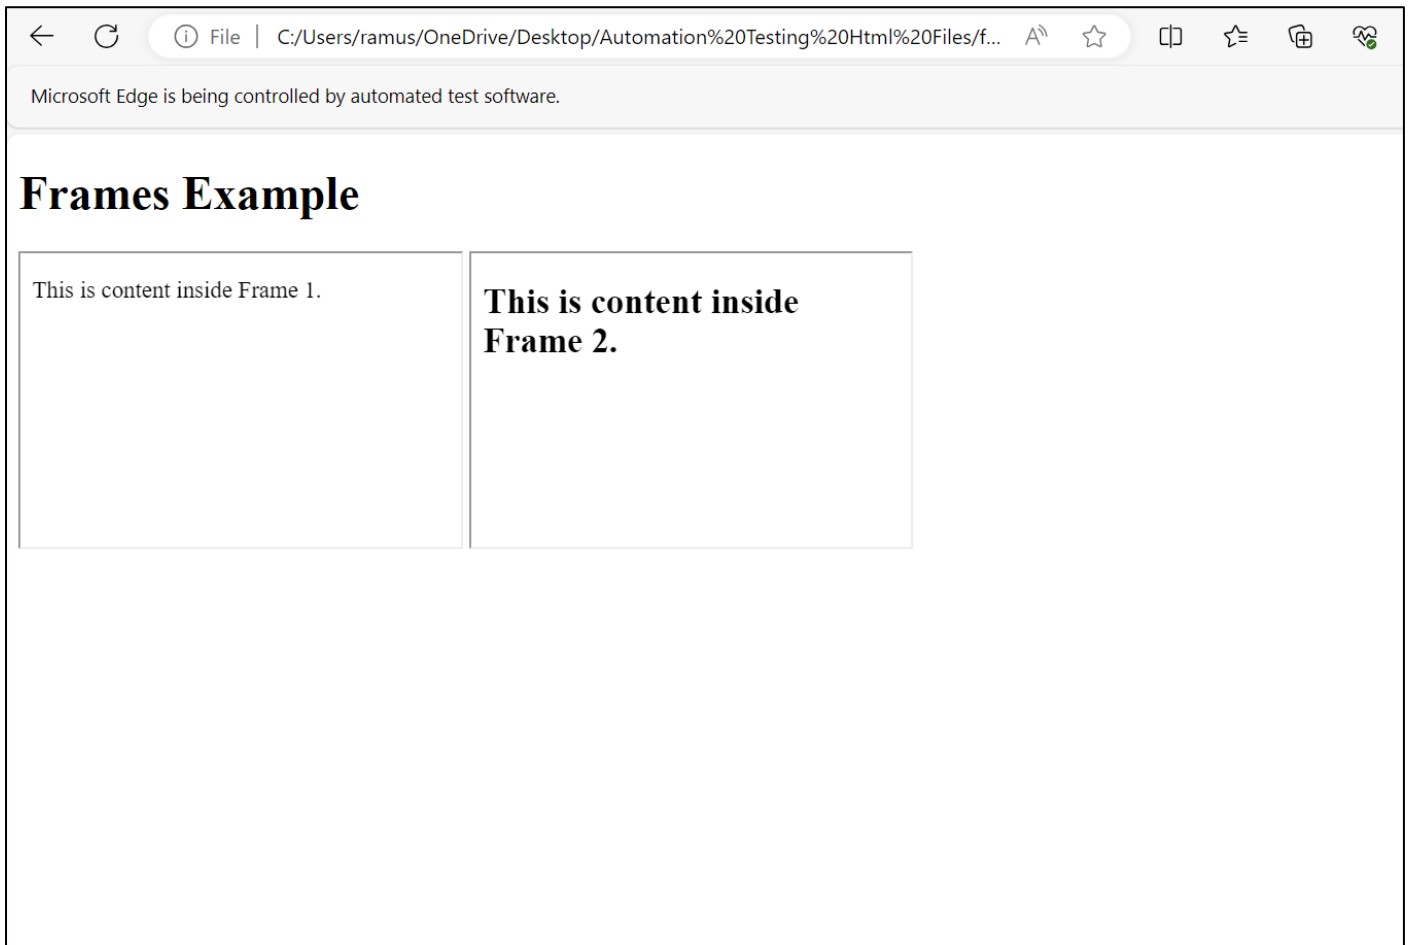 File | C:/Users/ramus/OneDrive/Desktop/Automation%20Testing%20Html%20Files/f...
Microsoft Edge is being controlled by automated test software.
Frames Example
This is content inside Frame 1.
This is content inside
Frame 2.